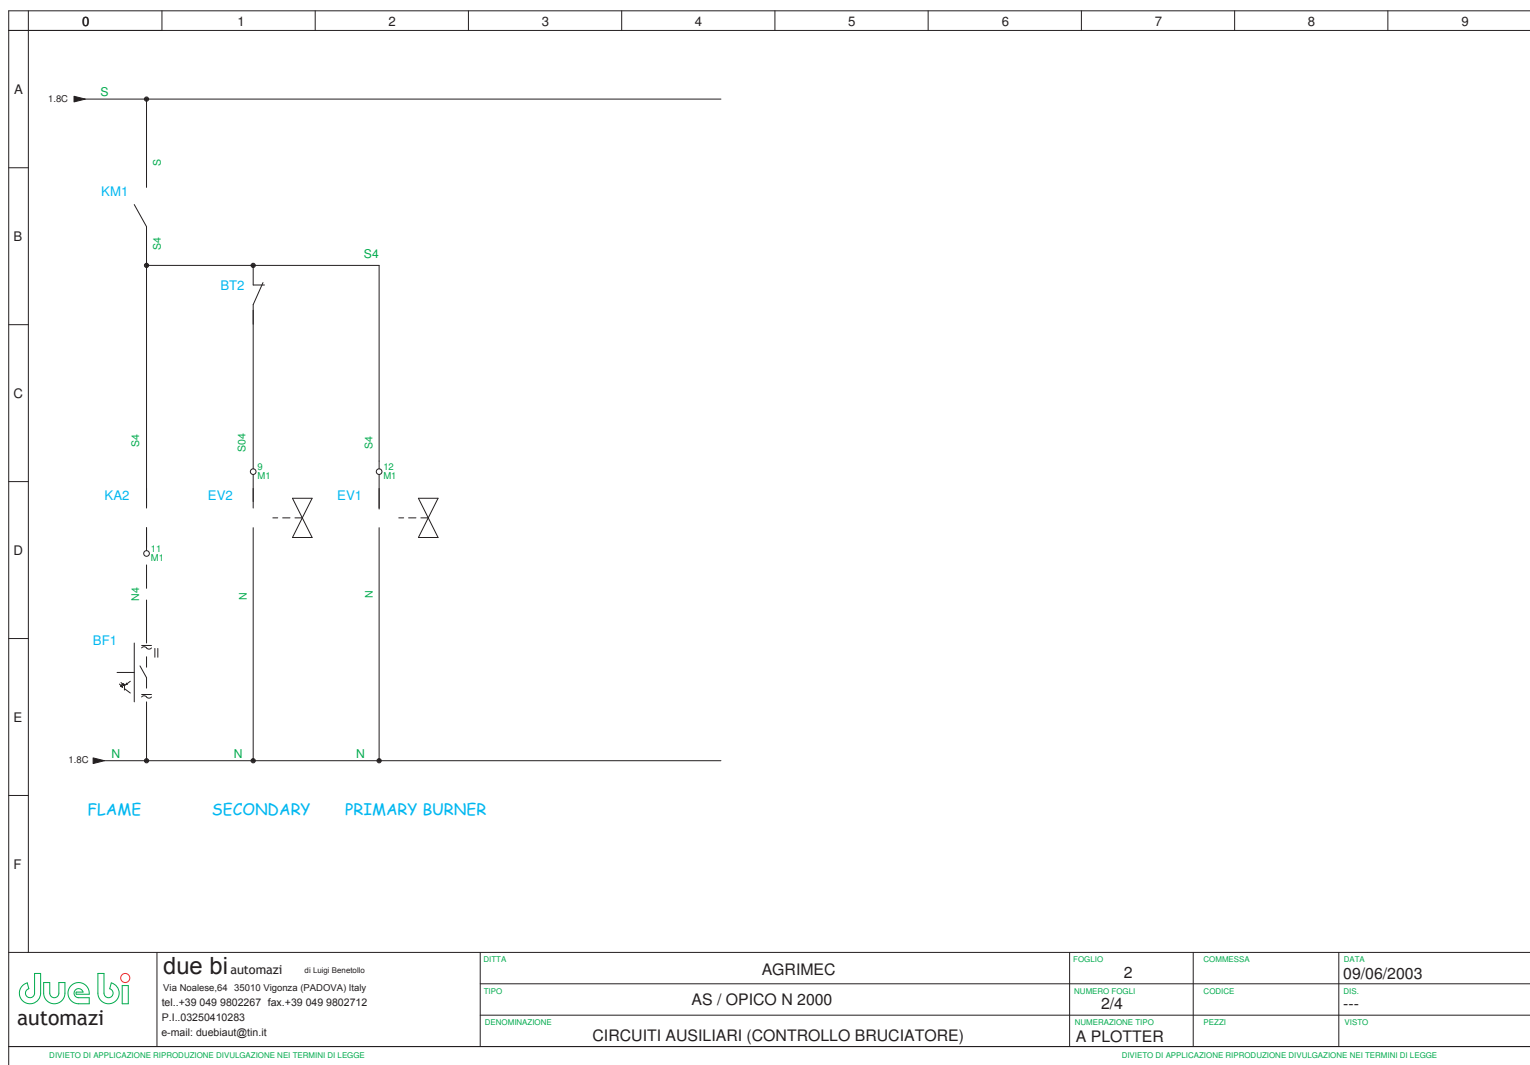 0 1 2 3 4 5 6 7 8 9
A
1.8C S
S
KM1
B
S4
S4
BT2
C
S4 S04 S4
9 12
M1 M1
KA2 EV2 EV1
D
11
M1
N4 N N
BF1
E
1.8C N N N
FLAME SECONDARY PRIMARY BURNER
F
due bi
automazi
due bi automazi di Luigi Benetollo
Via Noalese,64 35010 Vigonza (PADOVA) Italy
tel..+39 049 9802267 fax.+39 049 9802712
P.I..03250410283
e-mail: duebiaut@tin.it
DITTA
AGRIMEC
TIPO
AS / OPICO N 2000
DENOMINAZIONE
CIRCUITI AUSILIARI (CONTROLLO BRUCIATORE)
FOGLIO
2
COMMESSA
DATA
09/06/2003
NUMERO FOGLI
2/4
CODICE
DIS.
---
NUMERAZIONE TIPO
A PLOTTER
PEZZI
VISTO
DIVIETO DI APPLICAZIONE RIPRODUZIONE DIVULGAZIONE NEI TERMINI DI LEGGE
DIVIETO DI APPLICAZIONE RIPRODUZIONE DIVULGAZIONE NEI TERMINI DI LEGGE